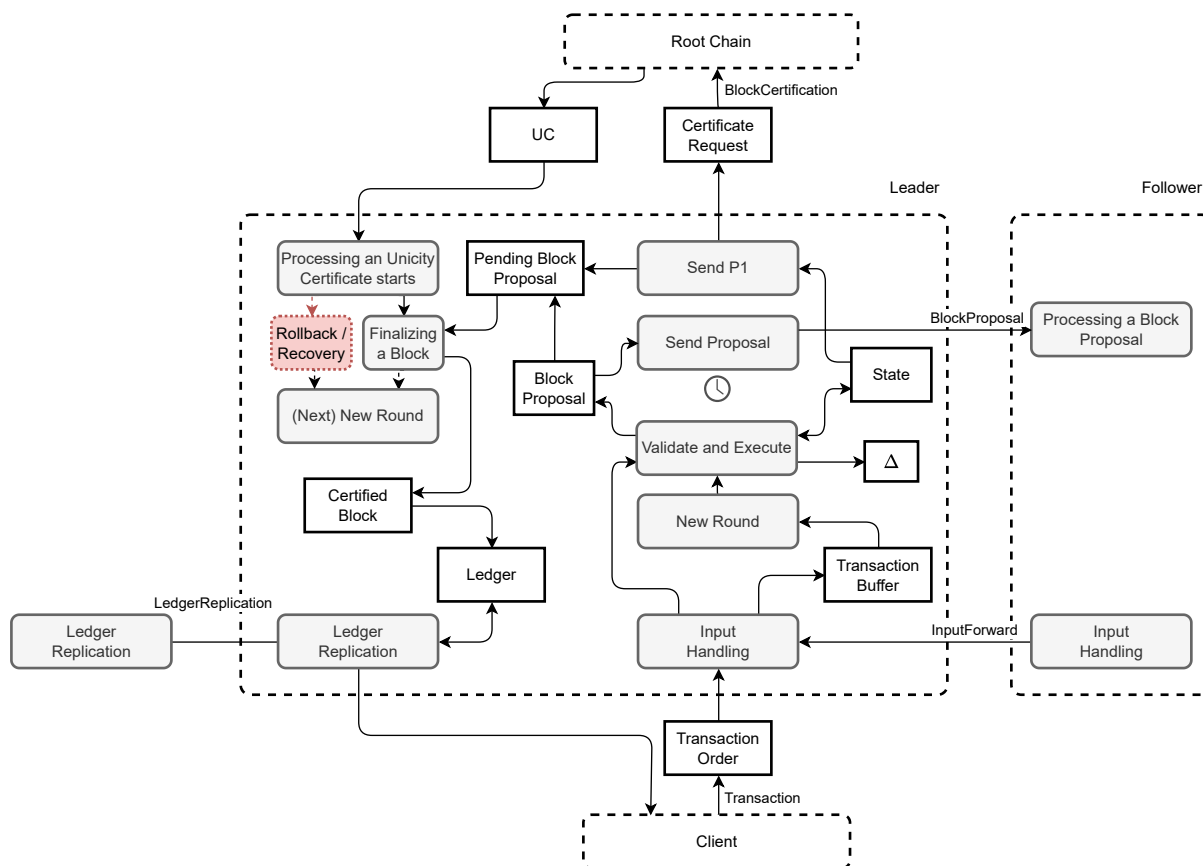 Root Chain
BlockCertification
UC
Certificate
Request
Leader
Follower
Processing an Unicity
Certificate starts
Pending Block
Proposal
Send P1
Rollback /
Recovery
Finalizing
a Block
Send Proposal
BlockProposal
Processing a Block
Proposal
Block
Proposal
State
(Next) New Round
Validate and Execute
Δ
Certified
Block
New Round
Ledger
Transaction
Buffer
LedgerReplication
Ledger
Replication
Ledger
Replication
Input
Handling
InputForward
Input
Handling
Transaction
Order
Transaction
Client